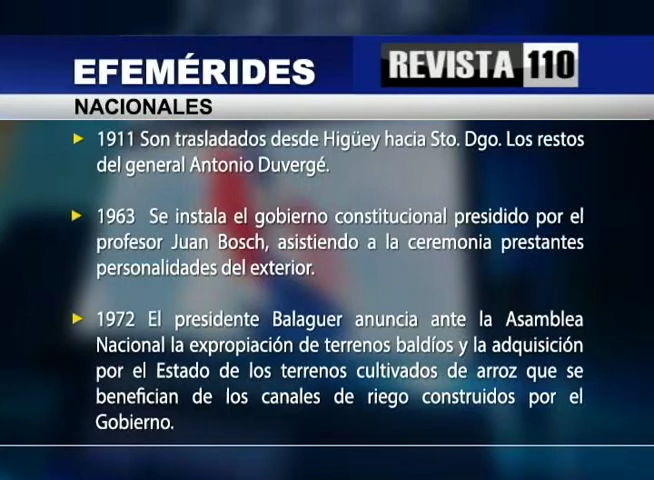 EFEMÉRIDES
REVISTA 110
NACIONALES
1911 Son trasladados desde Higüey hacia Sto. Dgo. Los restos
del general Antonio Duvergé.
1963 Se instala el gobierno constitucional presidido por el
profesor Juan Bosch, asistiendo a la ceremonia prestantes
personalidades del exterior.
1972 El presidente Balaguer anuncia ante la Asamblea
Nacional la expropiación de terrenos baldíos y la adquisición
por el Estado de los terrenos cultivados de arroz que se
benefician de los canales de riego construidos por el
Gobierno.